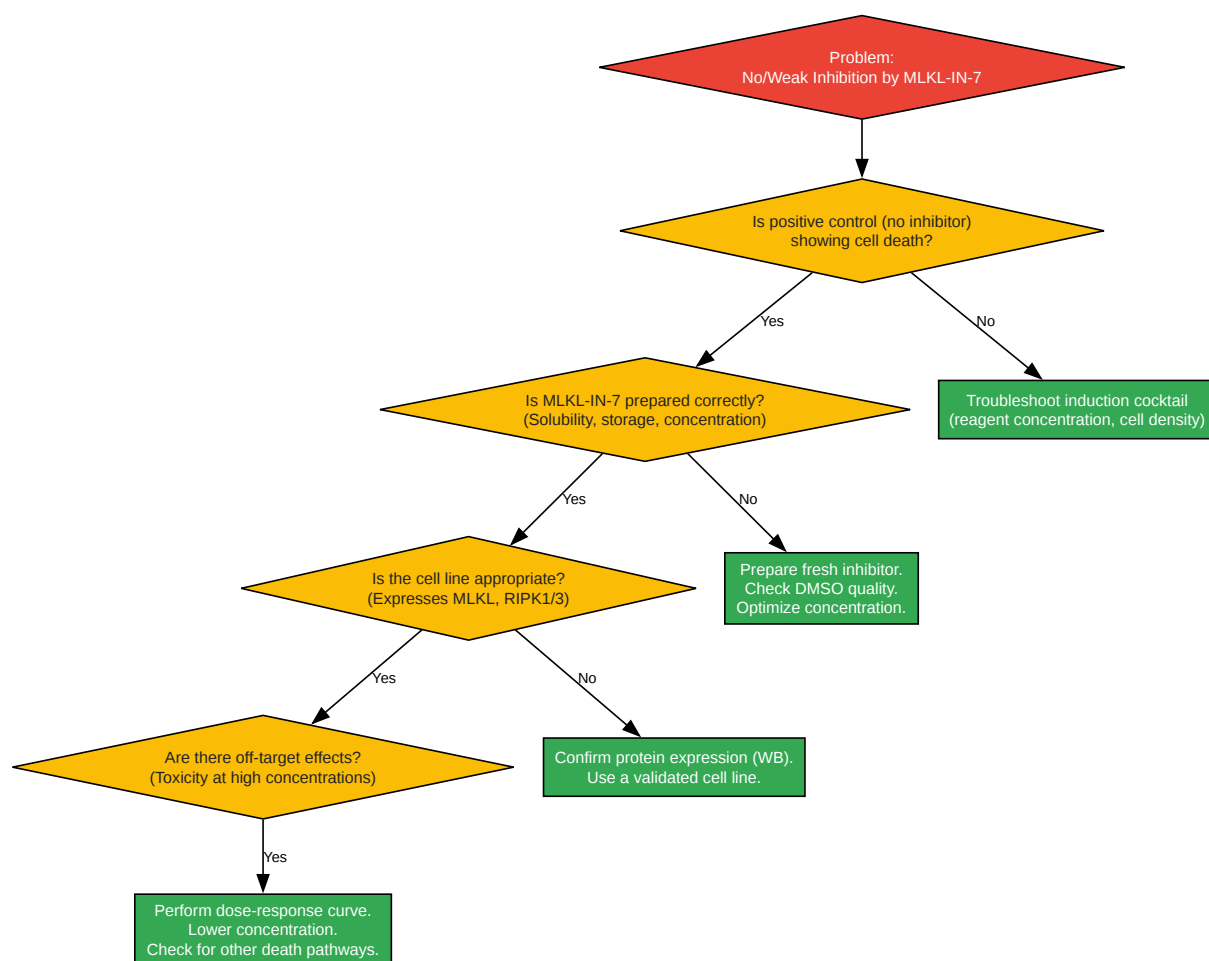 Problem:
No/Weak Inhibition by MLKL-IN-7
Is positive control (no inhibitor)
showing cell death?
Yes
No
Is MLKL-IN-7 prepared correctly?
(Solubility, storage, concentration)
Troubleshoot induction cocktail
(reagent concentration, cell density)
Yes
No
Is the cell line appropriate?
(Expresses MLKL, RIPK1/3)
Prepare fresh inhibitor.
Check DMSO quality.
Optimize concentration.
Yes
No
Are there off-target effects?
(Toxicity at high concentrations)
Confirm protein expression (WB).
Use a validated cell line.
Yes
Perform dose-response curve.
Lower concentration.
Check for other death pathways.